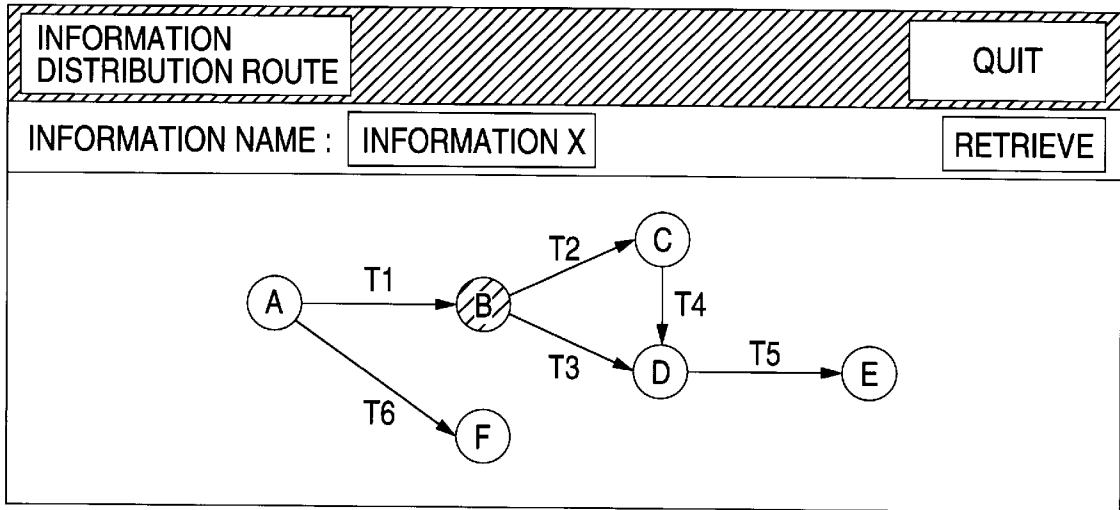 INFORMATION
DISTRIBUTION ROUTE
QUIT
INFORMATION NAME : INFORMATION X
RETRIEVE
C
T2
A
T1
B
T4
T3
D
T5
E
T6
F